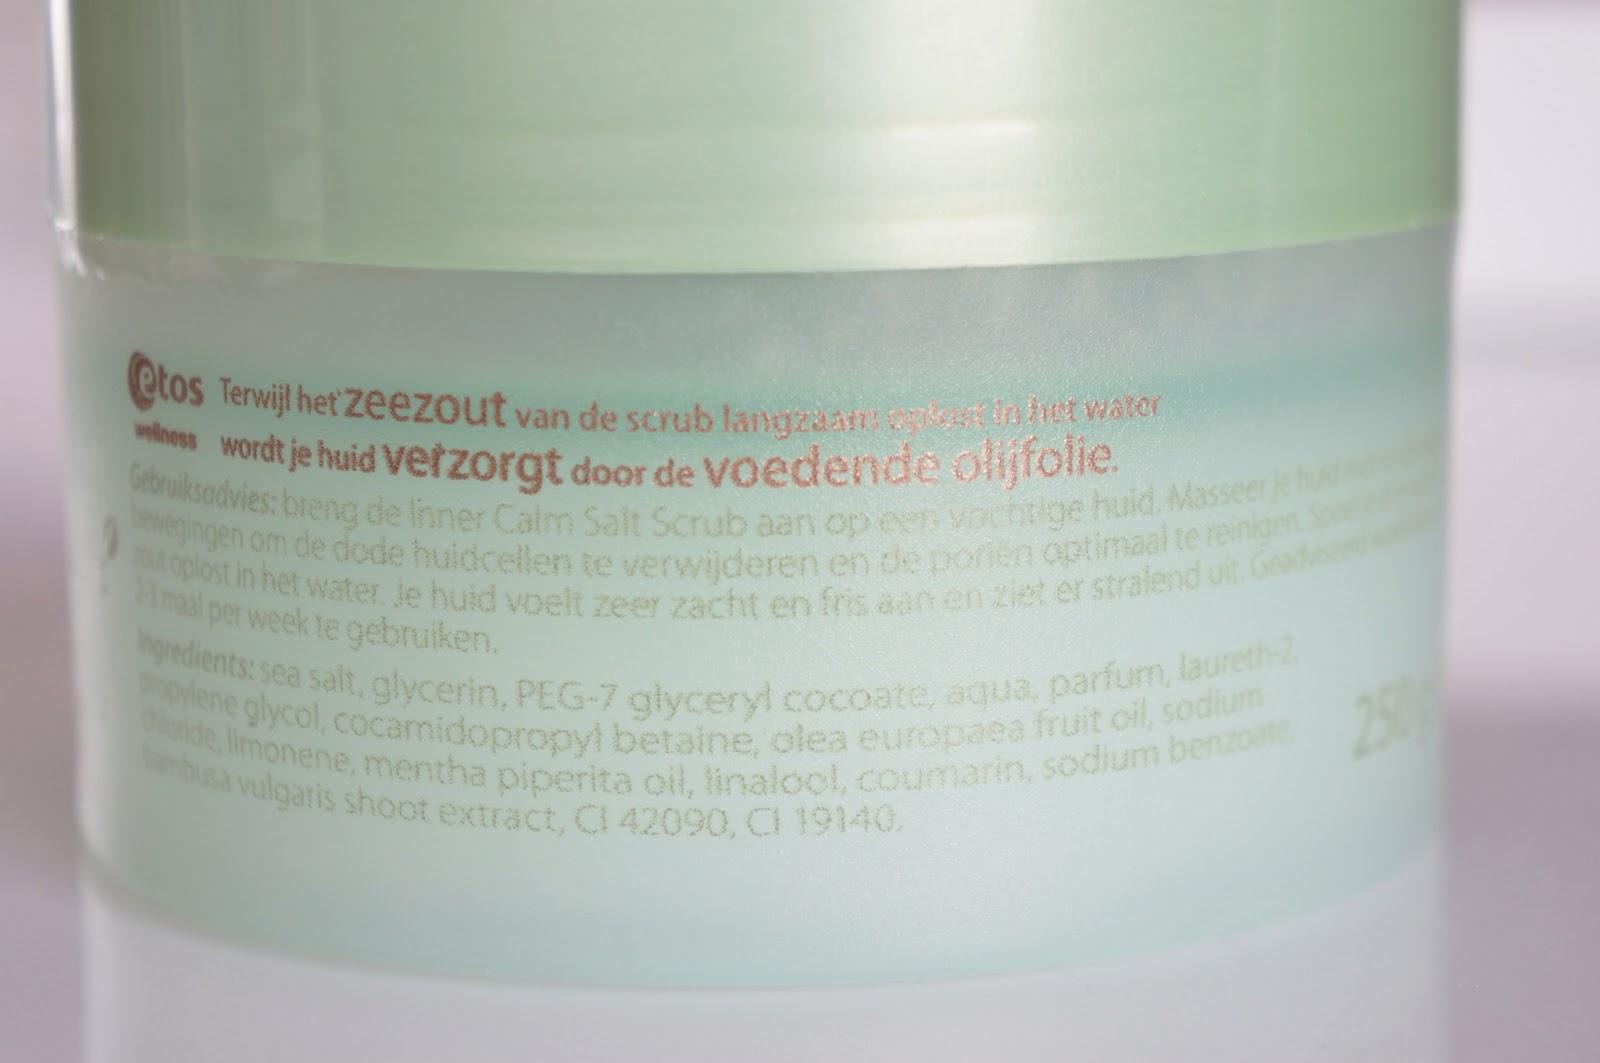 etos Terwijl het zeezout van de scrub langzaam oplost in het water
wellness wordt je huid verzorgt door de voedende olijfolie.
Gebruiksadvies: breng de Inner Calm Salt Scrub aan op een vochtige huid. Masseer je huid met
bewegingen om de dode huidcellen te verwijderen en de poriën optimaal te reinigen. Spoel je
zout oplost in het water. Je huid voelt zeer zacht en fris aan en ziet er stralend uit. Geadviseerd
2-3 maal per week te gebruiken.
Ingredients: sea salt, glycerin, PEG-7 glyceryl cocoate, aqua, parfum, laureth-2,
propylene glycol, cocamidopropyl betaine, olea europaea fruit oil, sodium
chloride, limonene, mentha piperita oil, linalool, coumarin, sodium benzoate,
Bambusa vulgaris shoot extract, CI 42090, CI 19140.
250